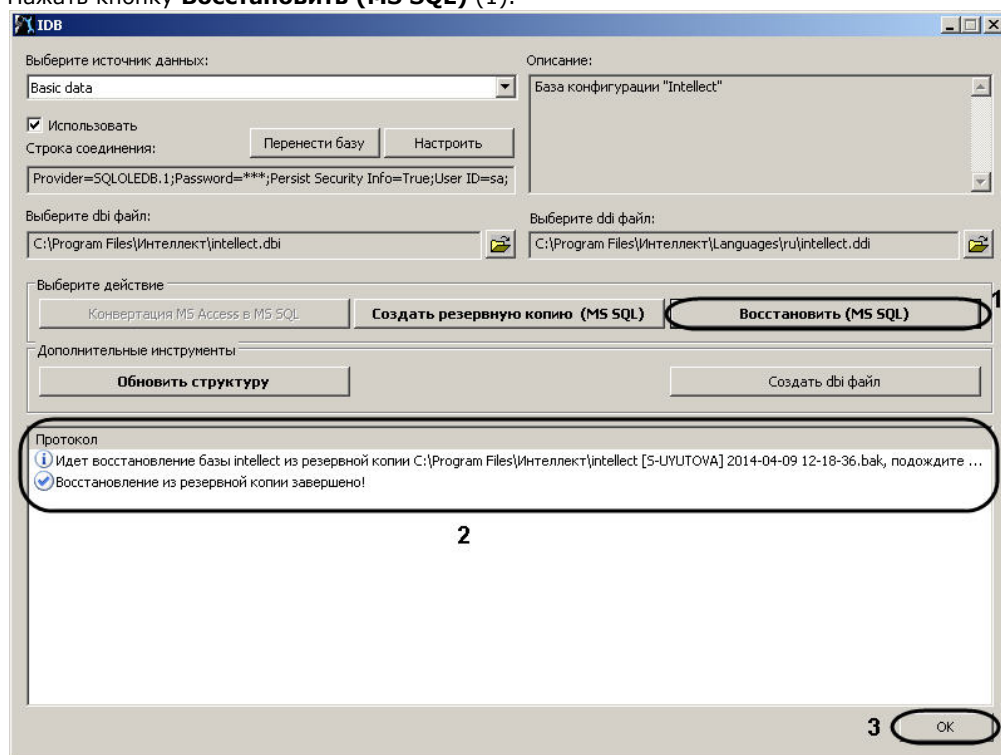 Нажать кнопку Восстановить (MS SQL) (1).
IDB
Выберите источник данных:
Описание:
Basic data
База конфигурации "Intellect"
Использовать
Строка соединения:
Перенести базу
Настроить
Provider=SQLOLEDB.1;Password=***;Persist Security Info=True;User ID=sa;
Выберите dbi файл:
Выберите ddi файл:
C:\Program Files\Интеллект\intellect.dbi
C:\Program Files\Интеллект\Languages\ru\intellect.ddi
Выберите действие
1
Конвертация MS Access в MS SQL
Создать резервную копию (MS SQL)
Восстановить (MS SQL)
Дополнительные инструменты
Обновить структуру
Создать dbi файл
Протокол
Идет восстановление базы intellect из резервной копии C:\Program Files\Интеллект\intellect [S-UYUTOVA] 2014-04-09 12-18-36.bak, подождите ...
Восстановление из резервной копии завершено!
2
3
OK